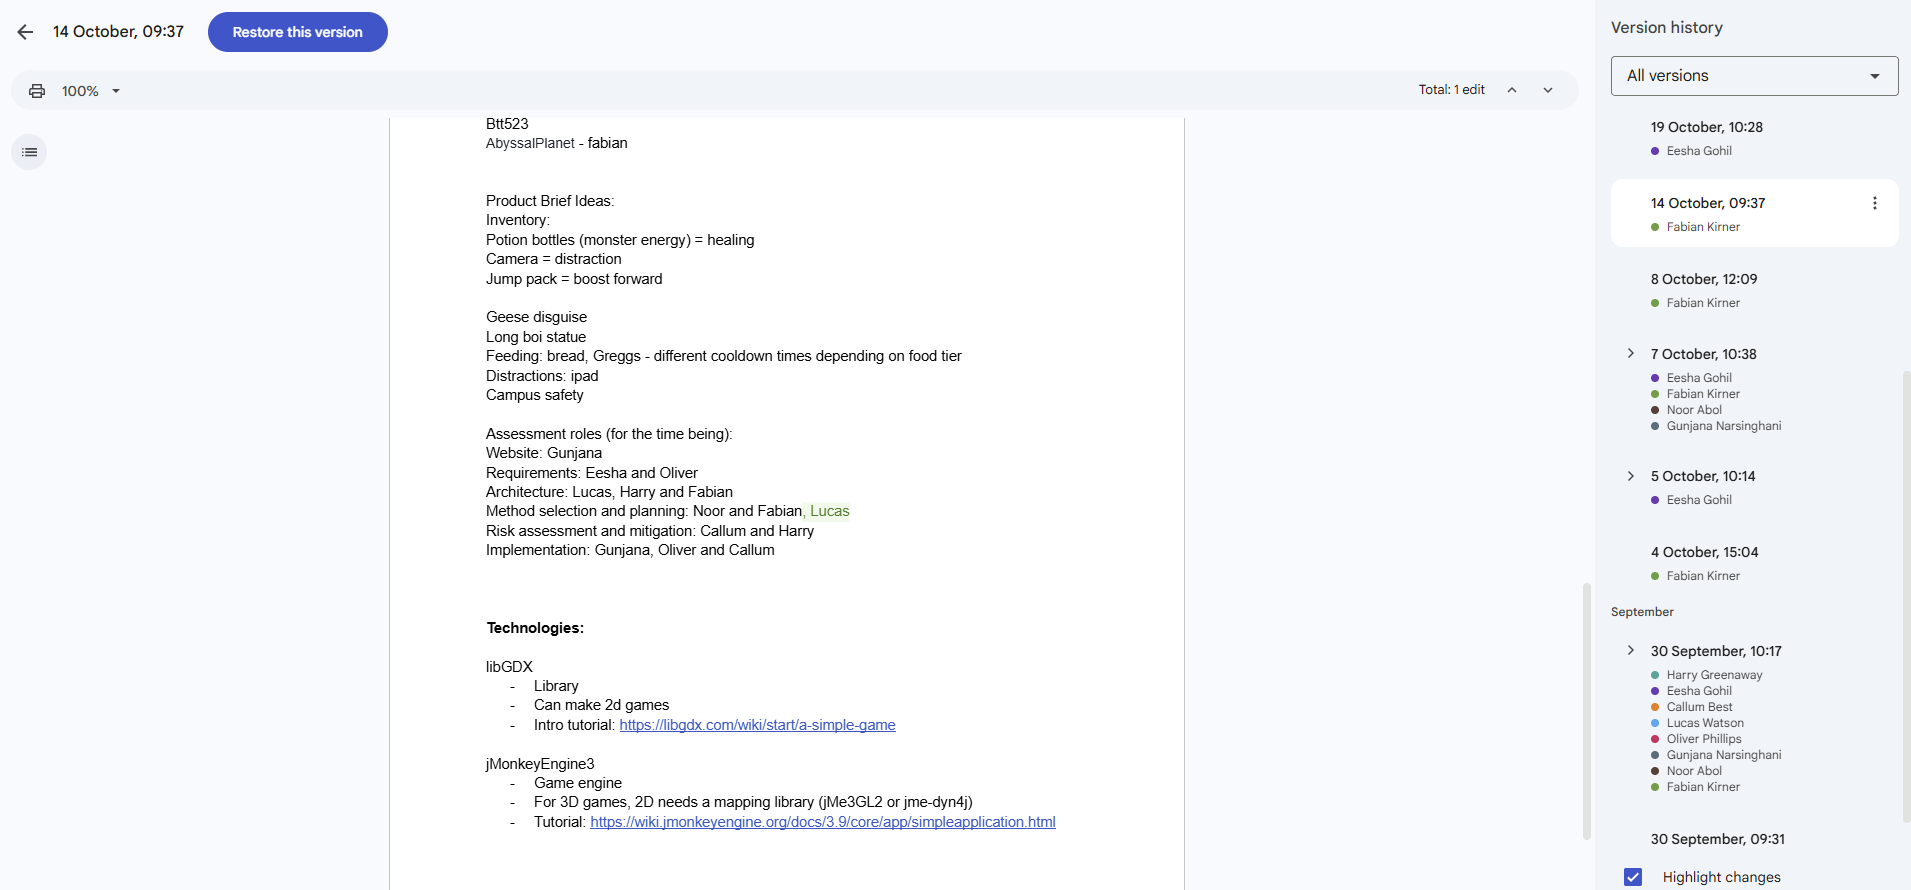 14 October, 09:37
Restore this version
100%
Total: 1 edit
Btt523
AbyssalPlanet - fabian
Product Brief Ideas:
Inventory:
Potion bottles (monster energy) = healing
Camera = distraction
Jump pack = boost forward
Geese disguise
Long boi statue
Feeding: bread, Greggs - different cooldown times depending on food tier
Distractions: ipad
Campus safety
Assessment roles (for the time being):
Website: Gunjana
Requirements: Eesha and Oliver
Architecture: Lucas, Harry and Fabian
Method selection and planning: Noor and Fabian, Lucas
Risk assessment and mitigation: Callum and Harry
Implementation: Gunjana, Oliver and Callum
Technologies:
libGDX
- Library
- Can make 2d games
- Intro tutorial: https://libgdx.com/wiki/start/a-simple-game
jMonkeyEngine3
- Game engine
- For 3D games, 2D needs a mapping library (jMe3GL2 or jme-dyn4j)
- Tutorial: https://wiki.jmonkeyengine.org/docs/3.9/core/app/simpleapplication.html
Version history
All versions
19 October, 10:28
Eesha Gohil
14 October, 09:37
Fabian Kirner
8 October, 12:09
Fabian Kirner
7 October, 10:38
Eesha Gohil
Fabian Kirner
Noor Abol
Gunjana Narsinghani
5 October, 10:14
Eesha Gohil
4 October, 15:04
Fabian Kirner
September
30 September, 10:17
Harry Greenaway
Eesha Gohil
Callum Best
Lucas Watson
Oliver Phillips
Gunjana Narsinghani
Noor Abol
Fabian Kirner
30 September, 09:31
Highlight changes